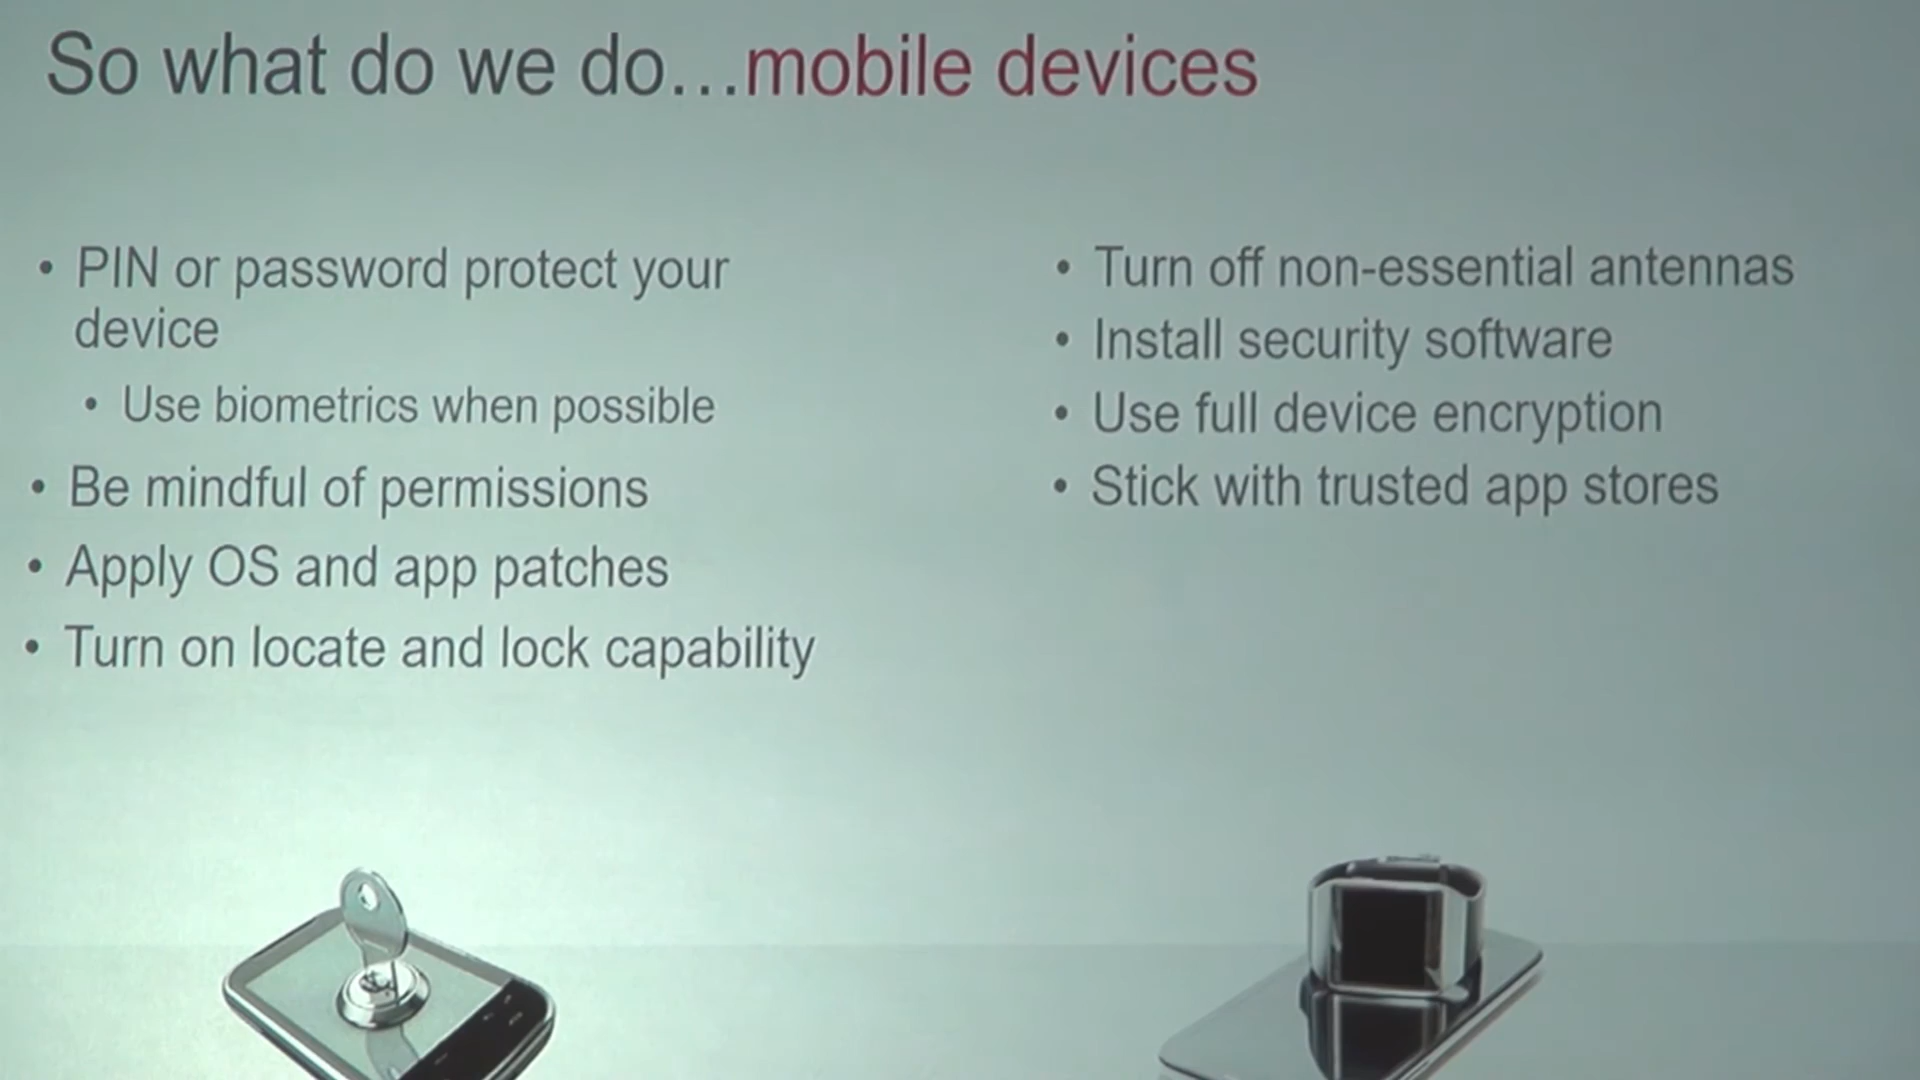 So what do we do...mobile devices
• PIN or password protect your
device
• Use biometrics when possible
• Be mindful of permissions
• Apply OS and app patches
• Turn on locate and lock capability
• Turn off non-essential antennas
• Install security software
• Use full device encryption
• Stick with trusted app stores